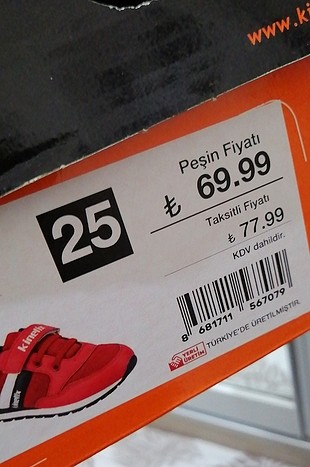 www.ki
Peşin Fiyatı
₺ 69.99
25
Taksitli Fiyatı
₺ 77.99
KDV dahildir.
8 681711 567079
YERLİ
ÜRETİM
TÜRKİYE'DE ÜRETİLMİŞTİR.
kinetix